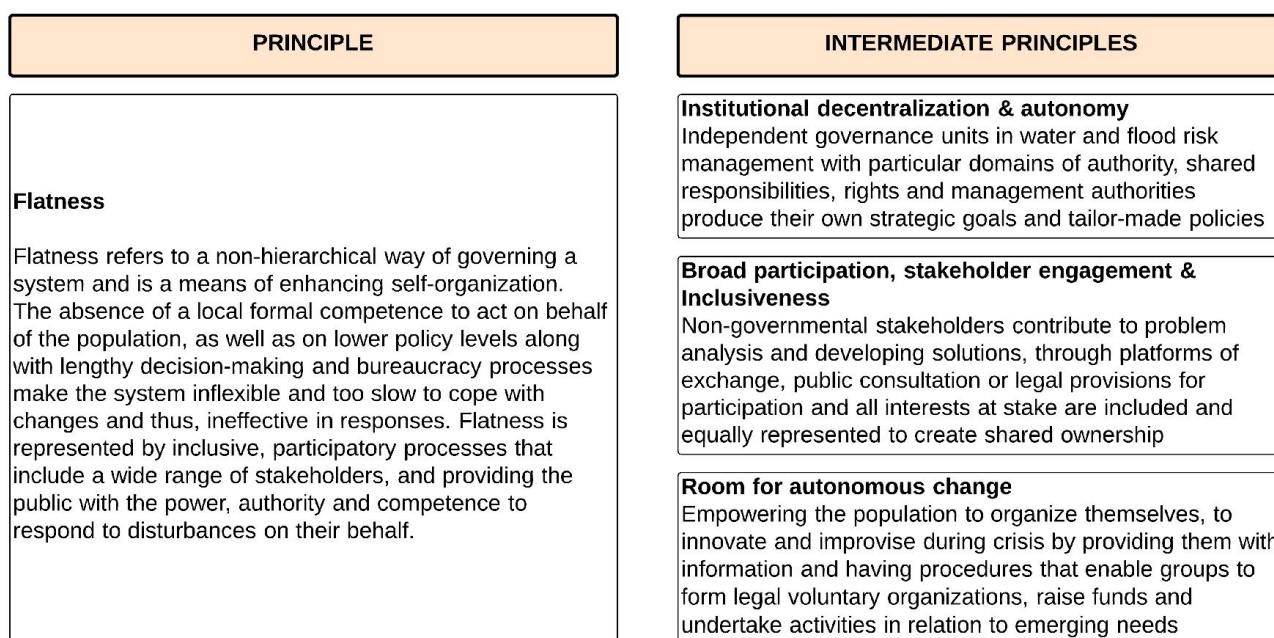 PRINCIPLE
Flatness
Flatness refers to a non-hierarchical way of governing a
system and is a means of enhancing self-organization.
The absence of a local formal competence to act on behalf
of the population, as well as on lower policy levels along
with lengthy decision-making and bureaucracy processes
make the system inflexible and too slow to cope with
changes and thus, ineffective in responses. Flatness is
represented by inclusive, participatory processes that
include a wide range of stakeholders, and providing the
public with the power, authority and competence to
respond to disturbances on their behalf.
INTERMEDIATE PRINCIPLES
Institutional decentralization & autonomy
Independent governance units in water and flood risk
management with particular domains of authority, shared
responsibilities, rights and management authorities
produce their own strategic goals and tailor-made policies
Broad participation, stakeholder engagement &
Inclusiveness
Non-governmental stakeholders contribute to problem
analysis and developing solutions, through platforms of
exchange, public consultation or legal provisions for
participation and all interests at stake are included and
equally represented to create shared ownership
Room for autonomous change
Empowering the population to organize themselves, to
innovate and improvise during crisis by providing them with
information and having procedures that enable groups to
form legal voluntary organizations, raise funds and
undertake activities in relation to emerging needs